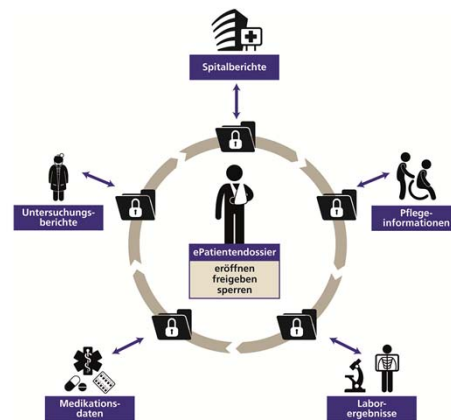 Spitalberichte
Untersuchungs-
berichte
Pflege-
informationen
ePatientendossier
eröffnen
freigeben
sperren
Medikations-
daten
Labor-
ergebnisse